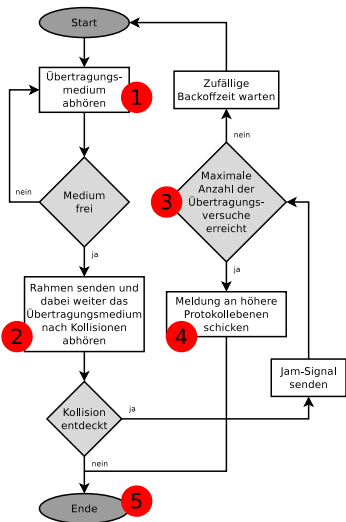 Start
Übertragungs-
medium
abhören
1
nein
Medium
frei
ja
Rahmen senden und
dabei weiter das
Übertragungsmedium
nach Kollisionen
abhören
2
Kollision
entdeckt
ja
nein
Ende
5
Zufällige
Backoffzeit warten
nein
Maximale
Anzahl der
Übertragungs-
versuche
erreicht
3
ja
Meldung an höhere
Protokollebenen
schicken
4
Jam-Signal
senden